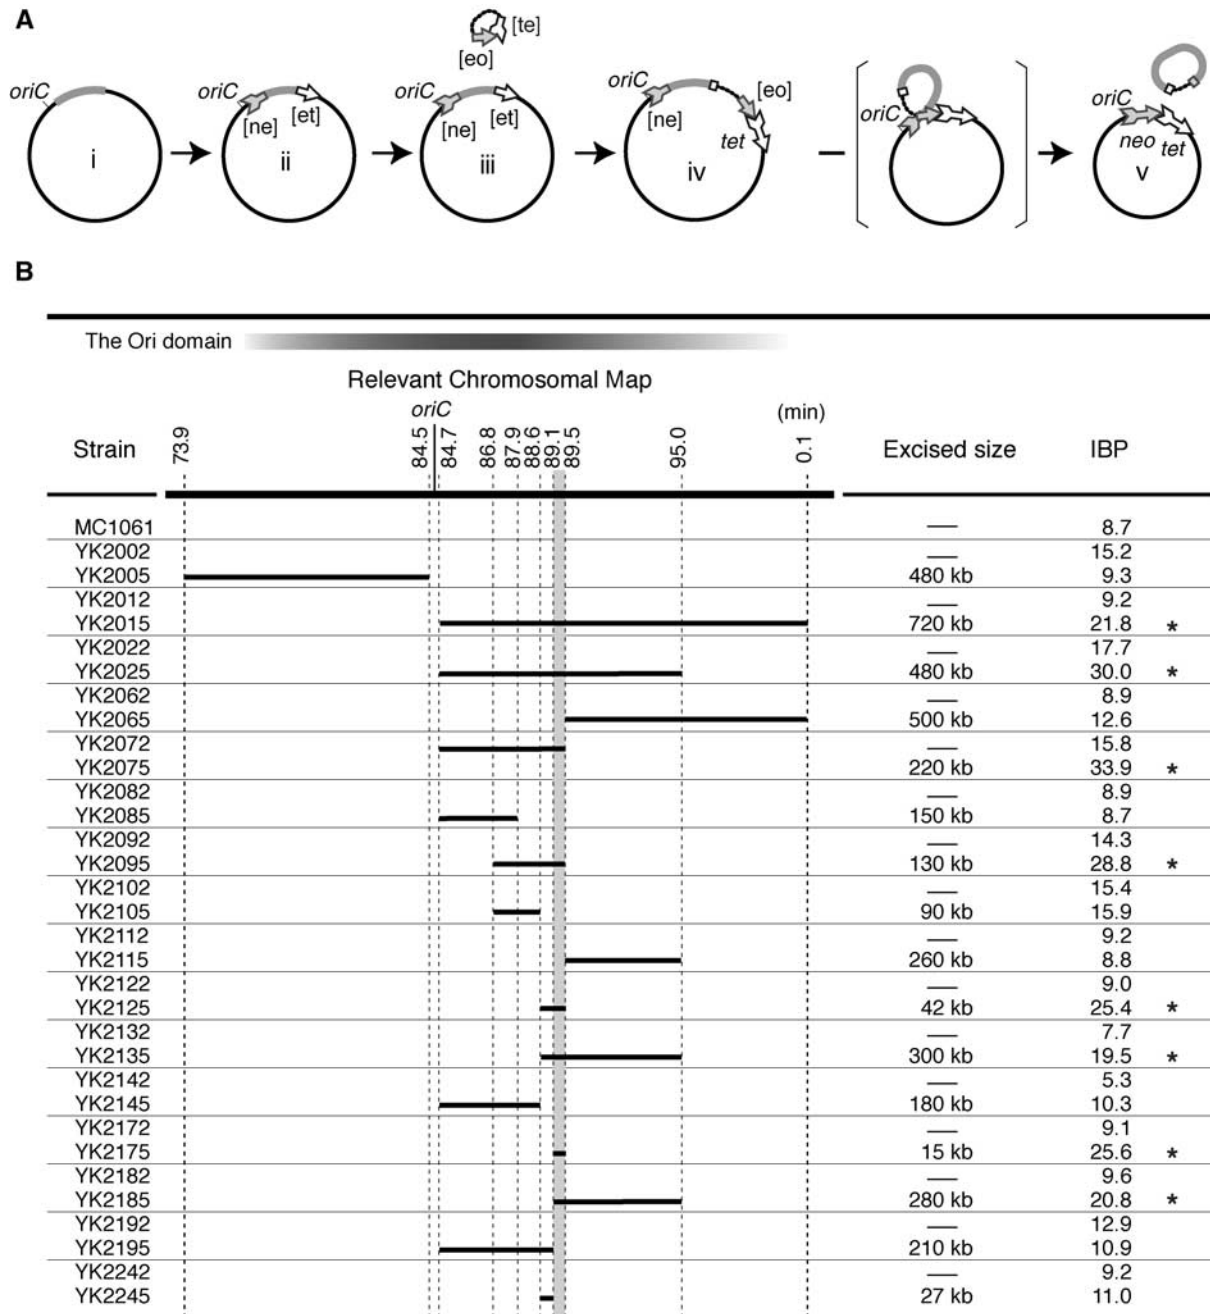 A
oriC
i
oriC
[ne]
[et]
ii
[te]
[eo]
oriC
[ne]
[et]
iii
oriC
[ne]
[eo]
tet
iv
oriC
oriC
neo tet
v
B
The Ori domain
Relevant Chromosomal Map
oriC
(min)
Strain 73.9 84.5 84.7 86.8 87.9 88.6 89.1 89.5 95.0 0.1 Excised size IBP
MC1061 — 8.7
YK2002 — 15.2
YK2005 480 kb 9.3
YK2012 — 9.2
YK2015 720 kb 21.8 *
YK2022 — 17.7
YK2025 480 kb 30.0 *
YK2062 — 8.9
YK2065 500 kb 12.6
YK2072 — 15.8
YK2075 220 kb 33.9 *
YK2082 — 8.9
YK2085 150 kb 8.7
YK2092 — 14.3
YK2095 130 kb 28.8 *
YK2102 — 15.4
YK2105 90 kb 15.9
YK2112 — 9.2
YK2115 260 kb 8.8
YK2122 — 9.0
YK2125 42 kb 25.4 *
YK2132 — 7.7
YK2135 300 kb 19.5 *
YK2142 — 5.3
YK2145 180 kb 10.3
YK2172 — 9.1
YK2175 15 kb 25.6 *
YK2182 — 9.6
YK2185 280 kb 20.8 *
YK2192 — 12.9
YK2195 210 kb 10.9
YK2242 — 9.2
YK2245 27 kb 11.0